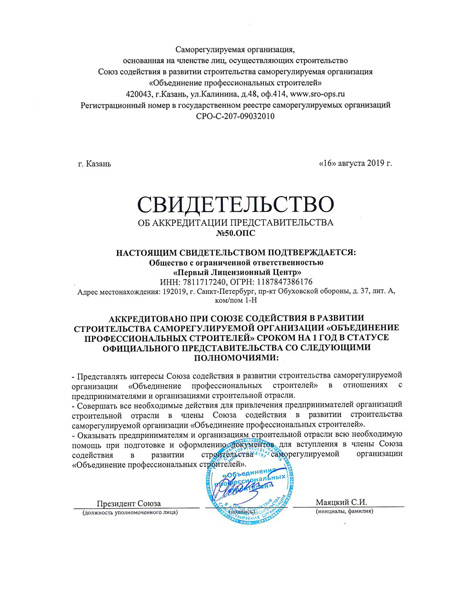 Саморегулируемая организация,
основанная на членстве лиц, осуществляющих строительство
Союз содействия в развитии строительства саморегулируемая организация
«Объединение профессиональных строителей»
420043, г.Казань, ул.Калинина, д.48, оф.414, www.sro-ops.ru
Регистрационный номер в государственном реестре саморегулируемых организаций
СРО-С-207-09032010
г. Казань «16» августа 2019 г.
СВИДЕТЕЛЬСТВО
ОБ АККРЕДИТАЦИИ ПРЕДСТАВИТЕЛЬСТВА
№50.ОПС
НАСТОЯЩИМ СВИДЕТЕЛЬСТВОМ ПОДТВЕРЖДАЕТСЯ:
Общество с ограниченной ответственностью
«Первый Лицензионный Центр»
ИНН: 7811717240, ОГРН: 1187847386176
Адрес местонахождения: 192019, г. Санкт-Петербург, пр-кт Обуховской обороны, д. 37, лит. А,
ком/пом 1-Н
АККРЕДИТОВАНО ПРИ СОЮЗЕ СОДЕЙСТВИЯ В РАЗВИТИИ
СТРОИТЕЛЬСТВА САМОРЕГУЛИРУЕМОЙ ОРГАНИЗАЦИИ «ОБЪЕДИНЕНИЕ
ПРОФЕССИОНАЛЬНЫХ СТРОИТЕЛЕЙ» СРОКОМ НА 1 ГОД В СТАТУСЕ
ОФИЦИАЛЬНОГО ПРЕДСТАВИТЕЛЬСТВА СО СЛЕДУЮЩИМИ
ПОЛНОМОЧИЯМИ:
- Представлять интересы Союза содействия в развитии строительства саморегулируемой
организации «Объединение профессиональных строителей» в отношениях с
предпринимателями и организациями строительной отрасли.
- Совершать все необходимые действия для привлечения предпринимателей организаций
строительной отрасли в члены Союза содействия в развитии строительства
саморегулируемой организации «Объединение профессиональных строителей».
- Оказывать предпринимателям и организациям строительной отрасли всю необходимую
помощь при подготовке и оформлению документов для вступления в члены Союза
содействия в развитии строительства саморегулируемой организации
«Объединение профессиональных строителей».
«Объединение
профессиональных
Президент Союза Маяцкий С.И.
(должность уполномоченного лица) (подпись) (инициалы, фамилия)